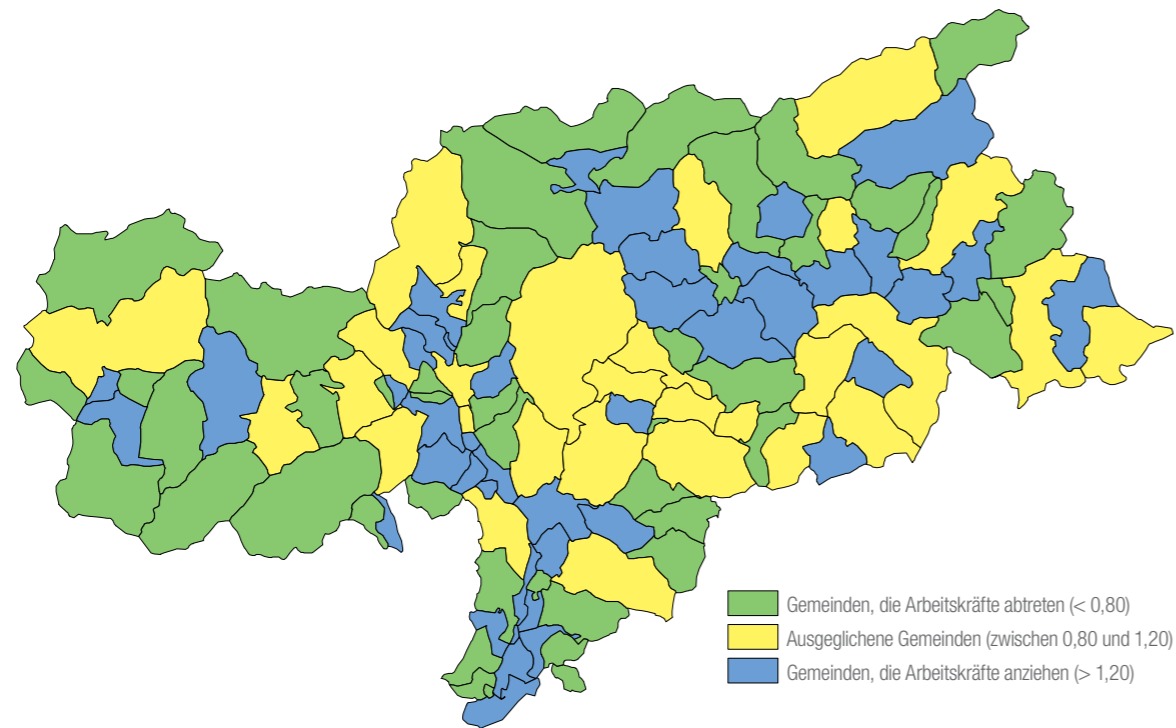 Gemeinden, die Arbeitskräfte abtreten (< 0,80)
Ausgeglichene Gemeinden (zwischen 0,80 und 1,20)
Gemeinden, die Arbeitskräfte anziehen (> 1,20)